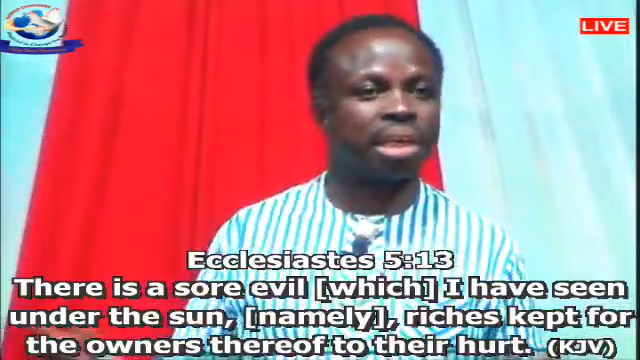 LIVE
Ecclesiastes 5:13
There is a sore evil [which] I have seen
under the sun, [namely], riches kept for
the owners thereof to their hurt. (KJV)